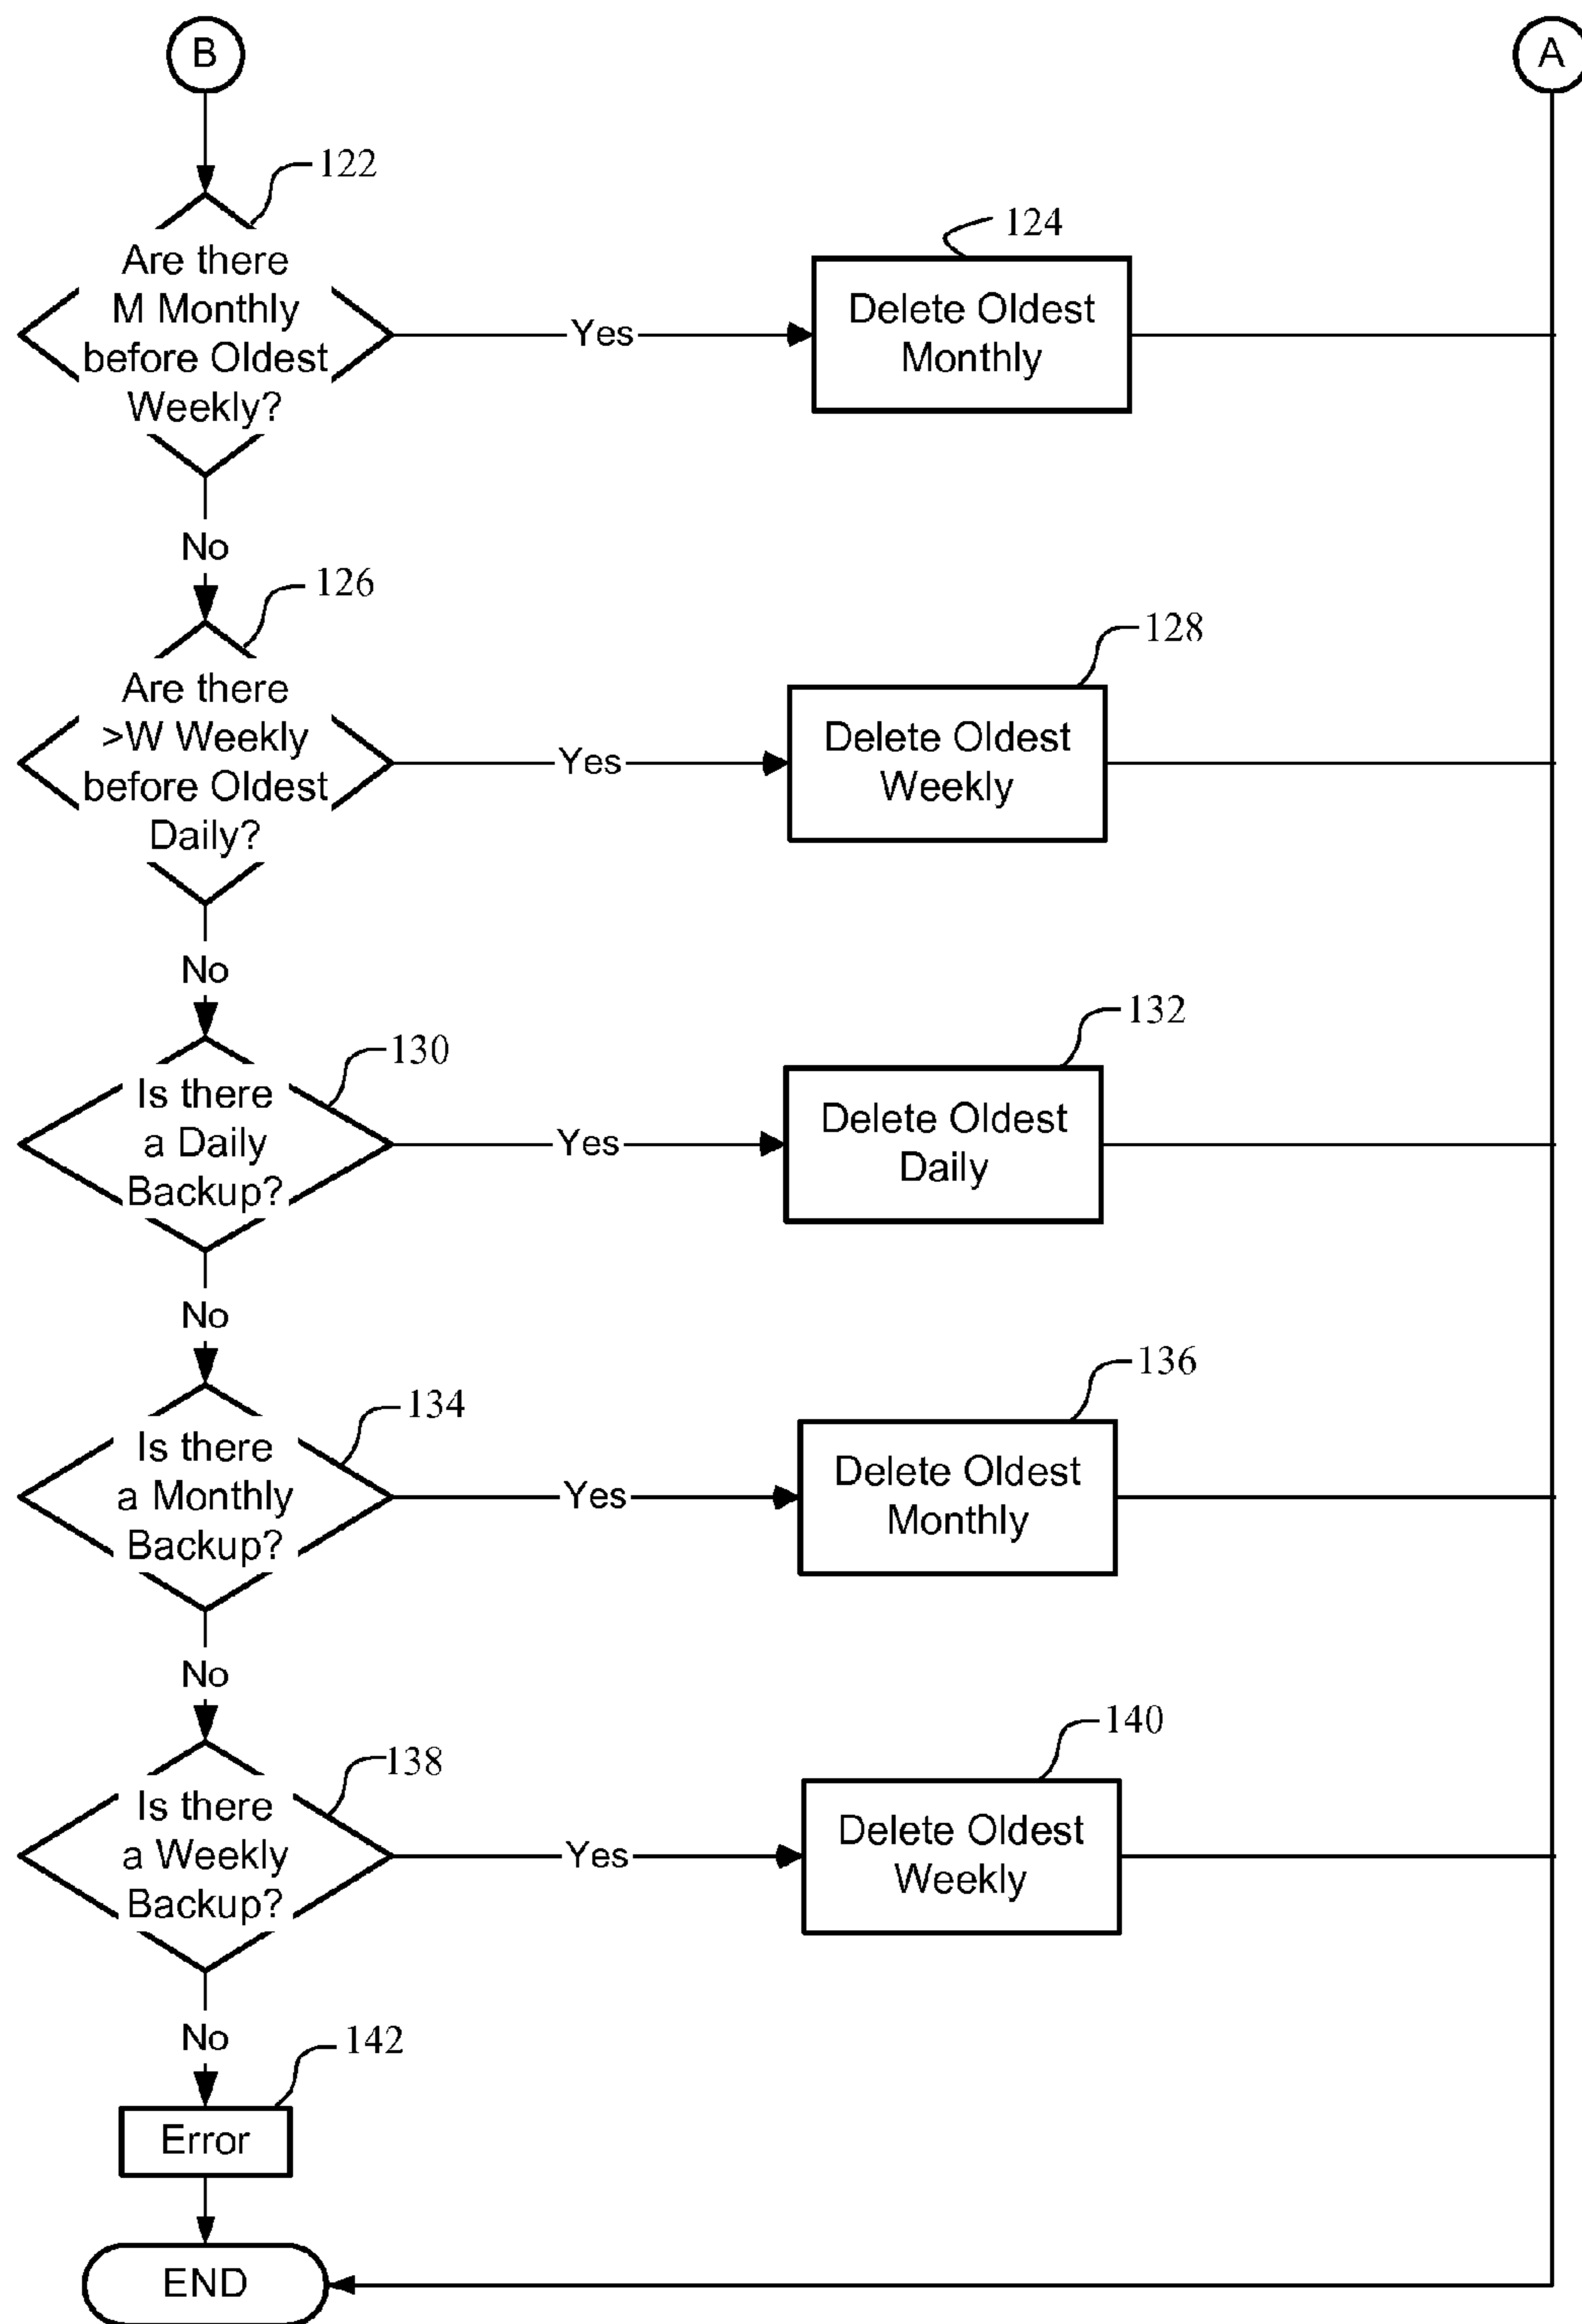 B
A
122
Are there
M Monthly
before Oldest
Weekly?
Yes
124
Delete Oldest
Monthly
No
126
Are there
>W Weekly
before Oldest
Daily?
Yes
128
Delete Oldest
Weekly
No
130
Is there
a Daily
Backup?
Yes
132
Delete Oldest
Daily
No
134
Is there
a Monthly
Backup?
Yes
136
Delete Oldest
Monthly
No
138
Is there
a Weekly
Backup?
Yes
140
Delete Oldest
Weekly
No
142
Error
END